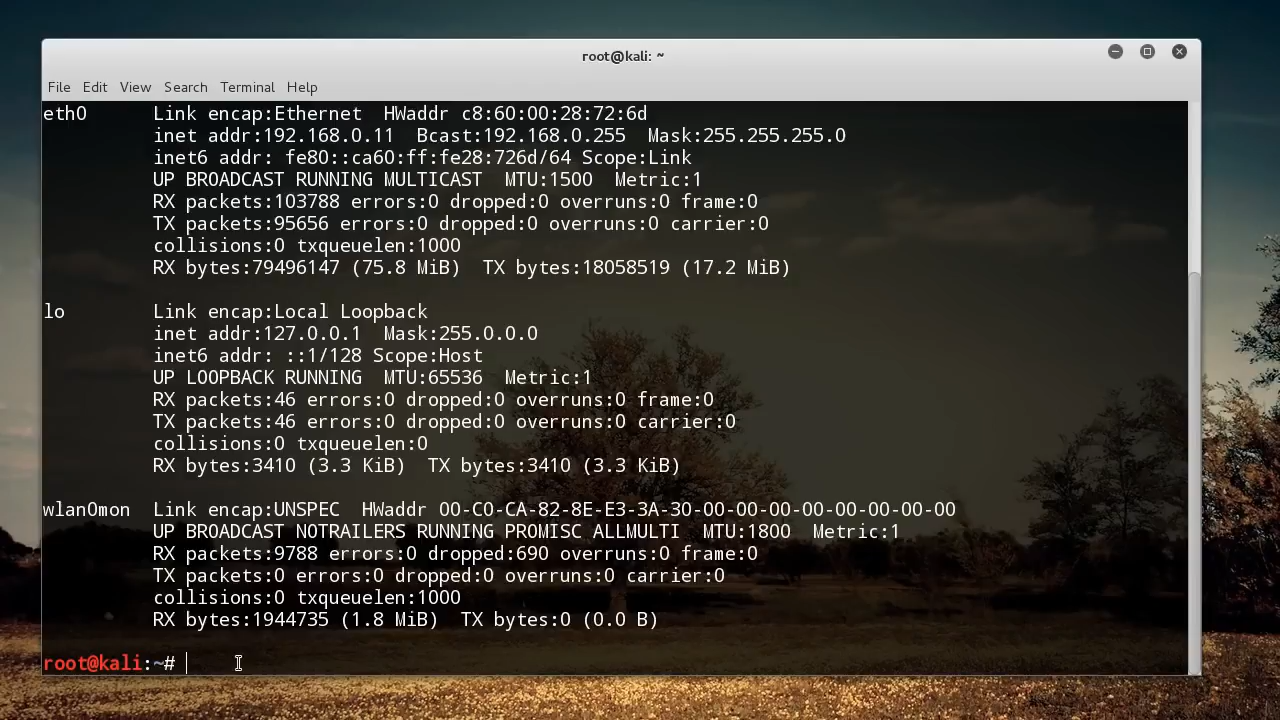 root@kali: ~
File Edit View Search Terminal Help
eth0 Link encap:Ethernet HWaddr c8:60:00:28:72:6d
inet addr:192.168.0.11 Bcast:192.168.0.255 Mask:255.255.255.0
inet6 addr: fe80::ca60:ff:fe28:726d/64 Scope:Link
UP BROADCAST RUNNING MULTICAST MTU:1500 Metric:1
RX packets:103788 errors:0 dropped:0 overruns:0 frame:0
TX packets:95656 errors:0 dropped:0 overruns:0 carrier:0
collisions:0 txqueuelen:1000
RX bytes:79496147 (75.8 MiB) TX bytes:18058519 (17.2 MiB)
lo Link encap:Local Loopback
inet addr:127.0.0.1 Mask:255.0.0.0
inet6 addr: ::1/128 Scope:Host
UP LOOPBACK RUNNING MTU:65536 Metric:1
RX packets:46 errors:0 dropped:0 overruns:0 frame:0
TX packets:46 errors:0 dropped:0 overruns:0 carrier:0
collisions:0 txqueuelen:0
RX bytes:3410 (3.3 KiB) TX bytes:3410 (3.3 KiB)
wlan0mon Link encap:UNSPEC HWaddr 00-C0-CA-82-8E-E3-3A-30-00-00-00-00-00-00-00-00
UP BROADCAST NOTRAILERS RUNNING PROMISC ALLMULTI MTU:1800 Metric:1
RX packets:9788 errors:0 dropped:690 overruns:0 frame:0
TX packets:0 errors:0 dropped:0 overruns:0 carrier:0
collisions:0 txqueuelen:1000
RX bytes:1944735 (1.8 MiB) TX bytes:0 (0.0 B)
root@kali:~#